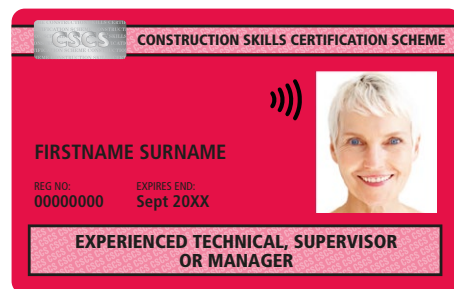 CSCS
CONSTRUCTION SKILLS CERTIFICATION SCHEME
FIRSTNAME SURNAME
REG NO: EXPIRES END:
00000000 Sept 20XX
EXPERIENCED TECHNICAL, SUPERVISOR
OR MANAGER